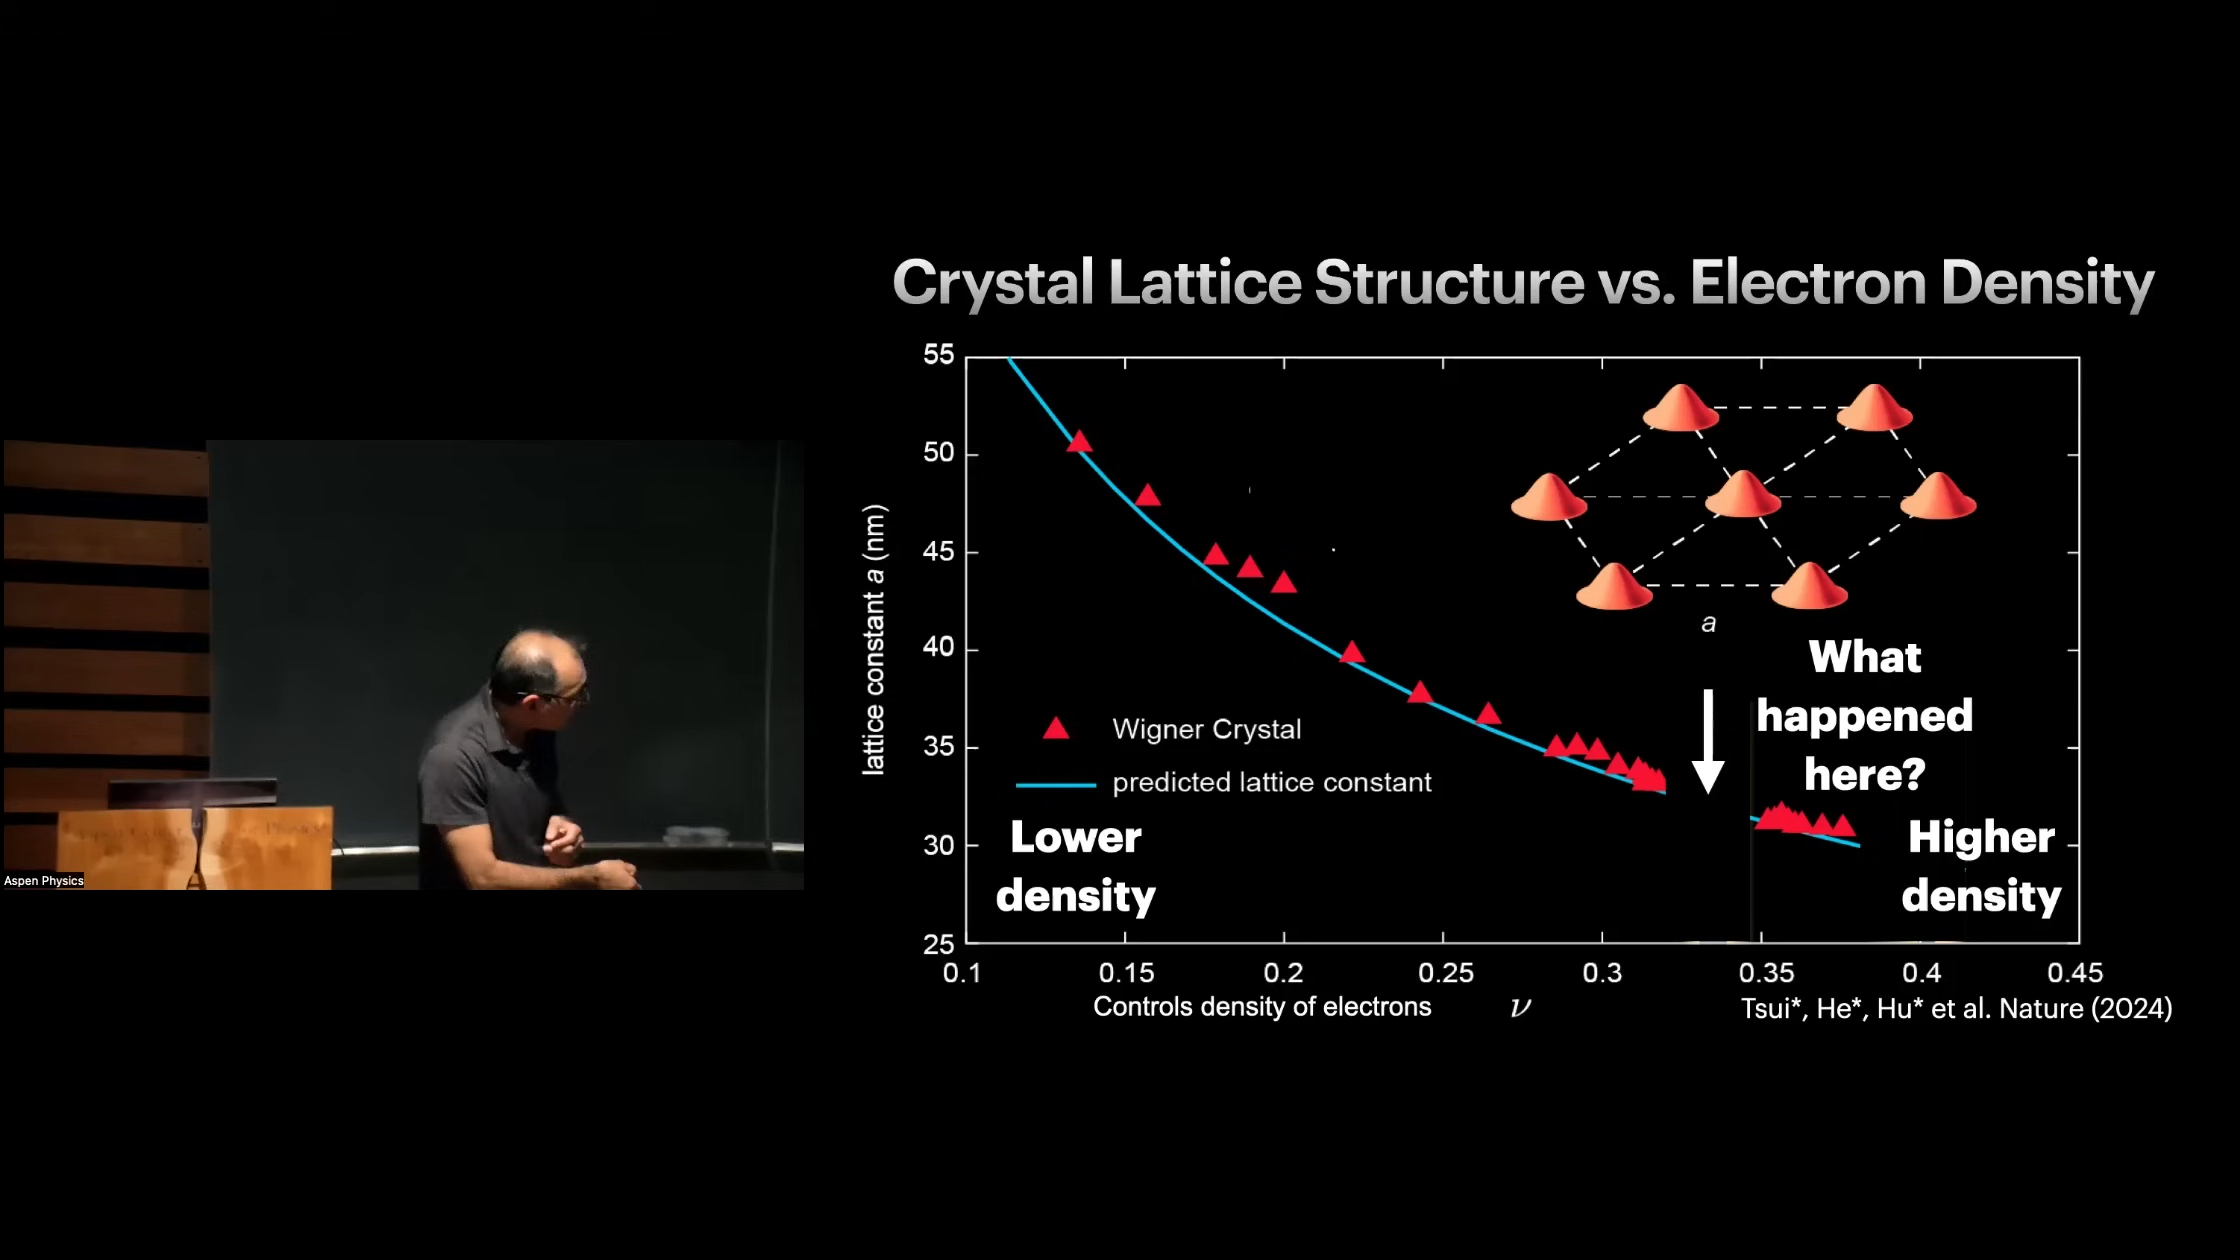 Crystal Lattice Structure vs. Electron Density
55
50
45
40
35
30
25
lattice constant a (nm)
a
What
happened
here?
Wigner Crystal
predicted lattice constant
Lower
density
Higher
density
0.1 0.15 0.2 0.25 0.3 0.35 0.4 0.45
Controls density of electrons ν
Tsui*, He*, Hu* et al. Nature (2024)
Aspen Physics